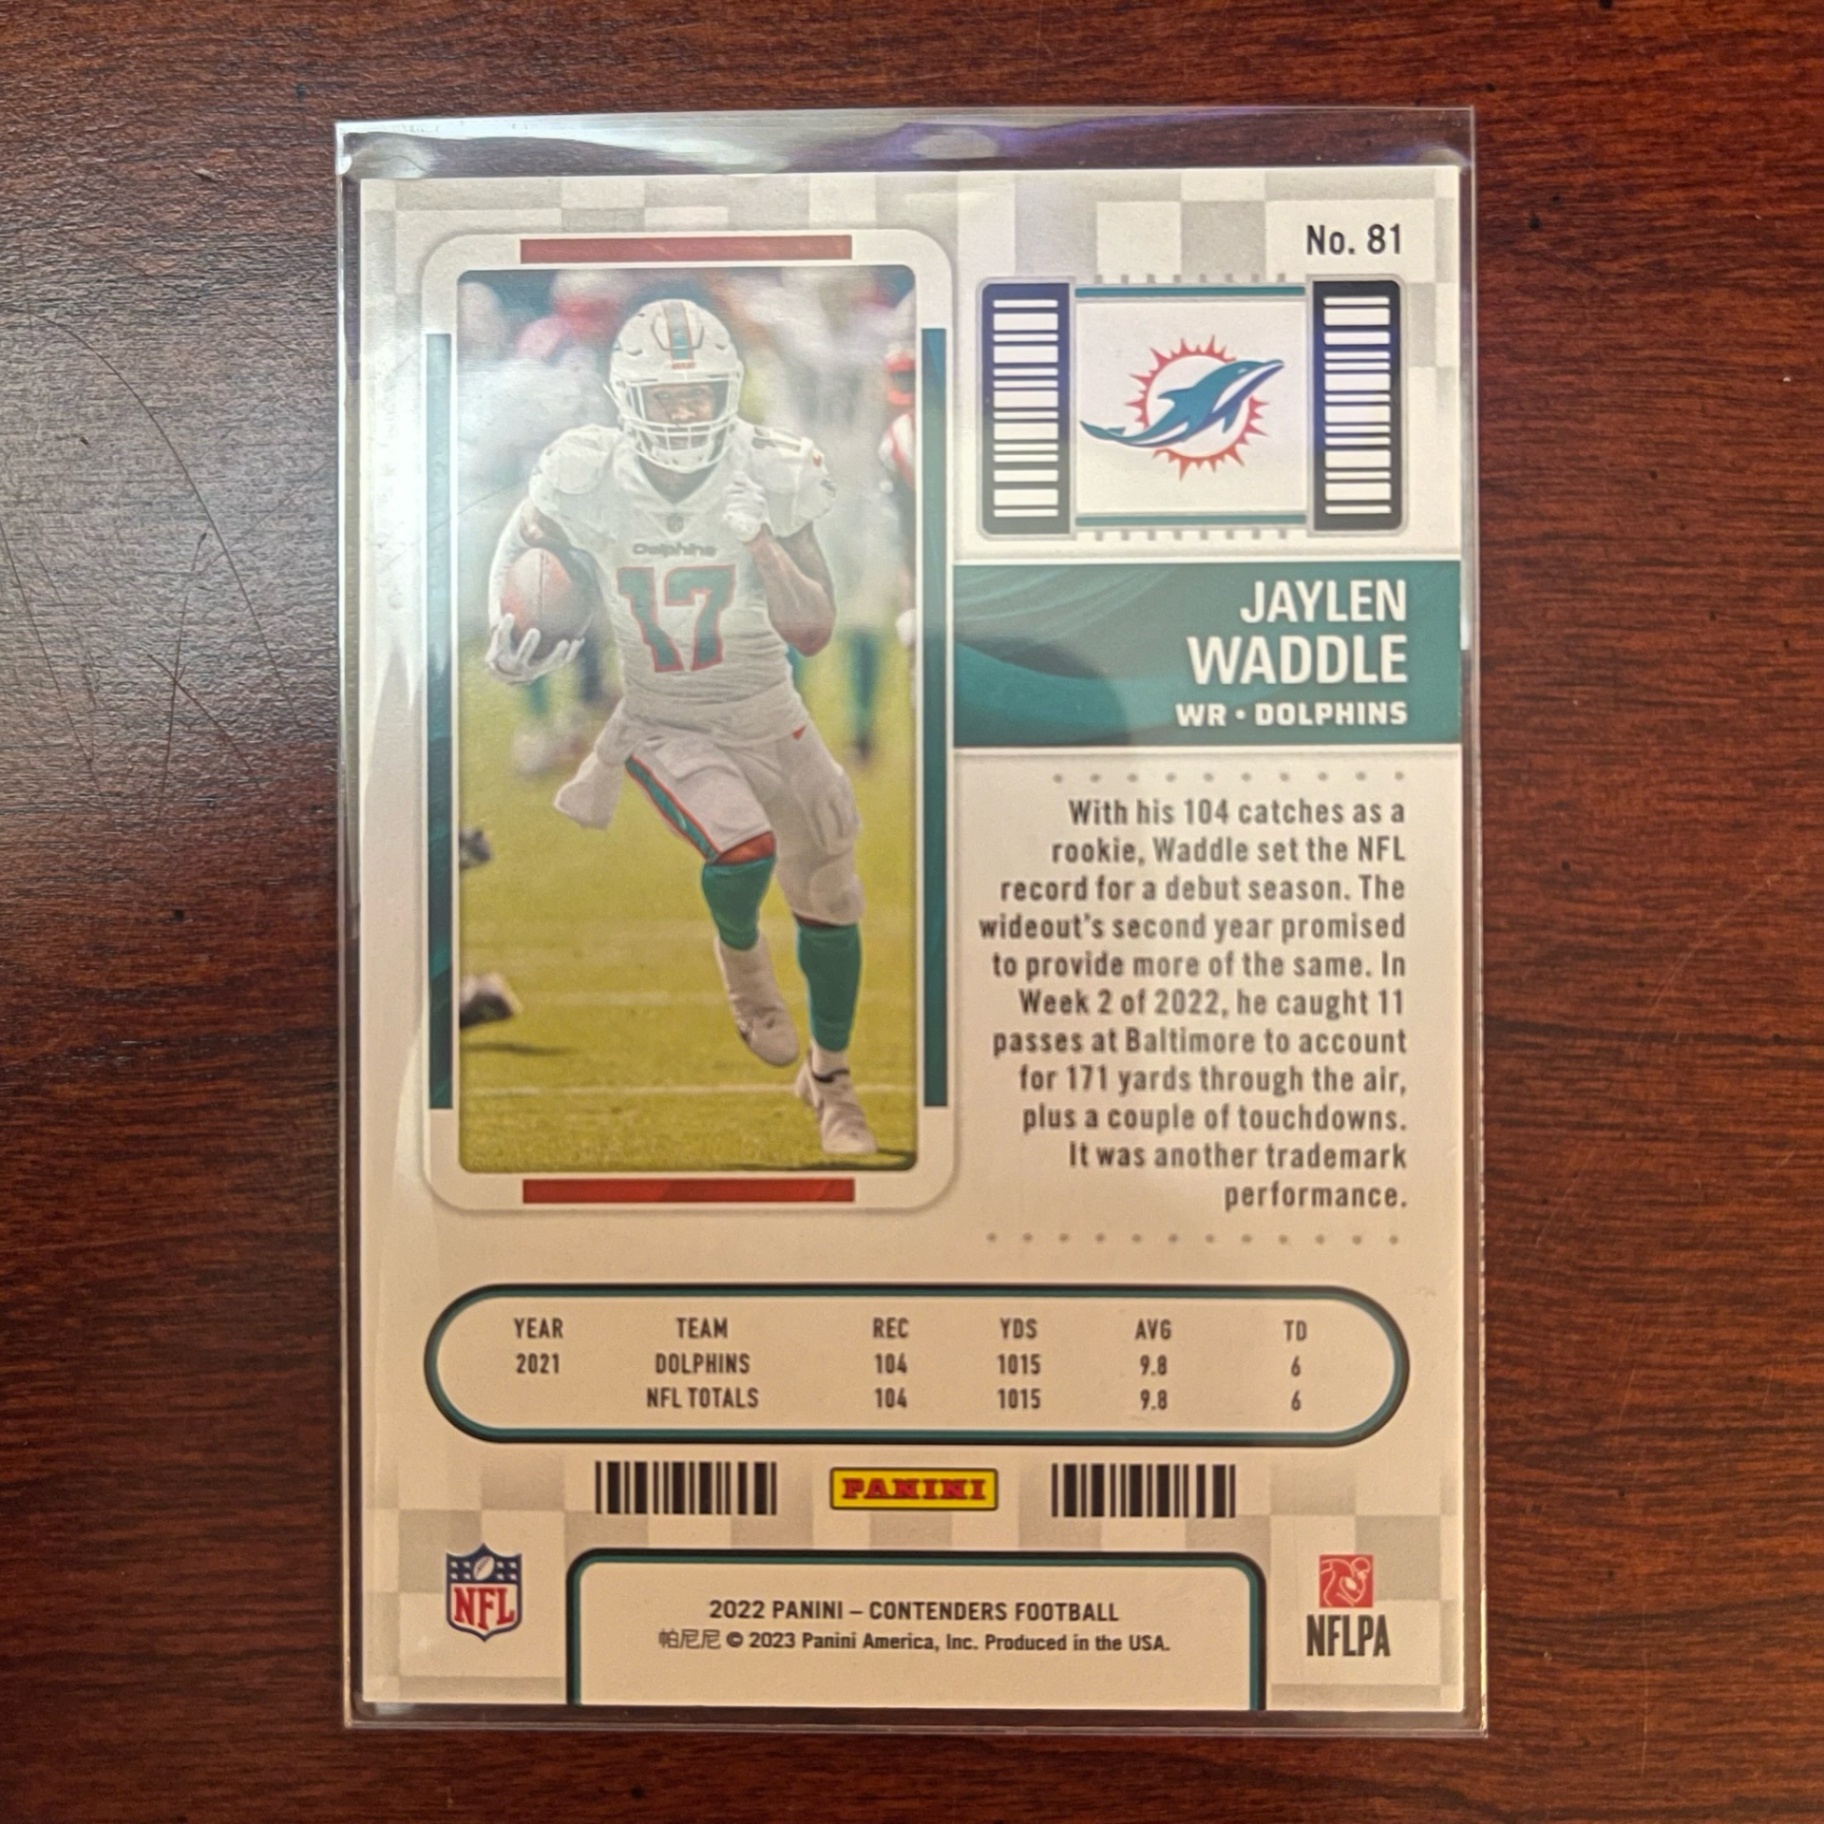 No. 81
Dolphins
17
JAYLEN
WADDLE
WR • DOLPHINS
With his 104 catches as a
rookie, Waddle set the NFL
record for a debut season. The
wideout's second year promised
to provide more of the same. In
Week 2 of 2022, he caught 11
passes at Baltimore to account
for 171 yards through the air,
plus a couple of touchdowns.
It was another trademark
performance.
YEAR TEAM REC YDS AVG TD
2021 DOLPHINS 104 1015 9.8 6
NFL TOTALS 104 1015 9.8 6
PANINI
NFL
2022 PANINI – CONTENDERS FOOTBALL
帕尼尼 © 2023 Panini America, Inc. Produced in the USA.
NFLPA